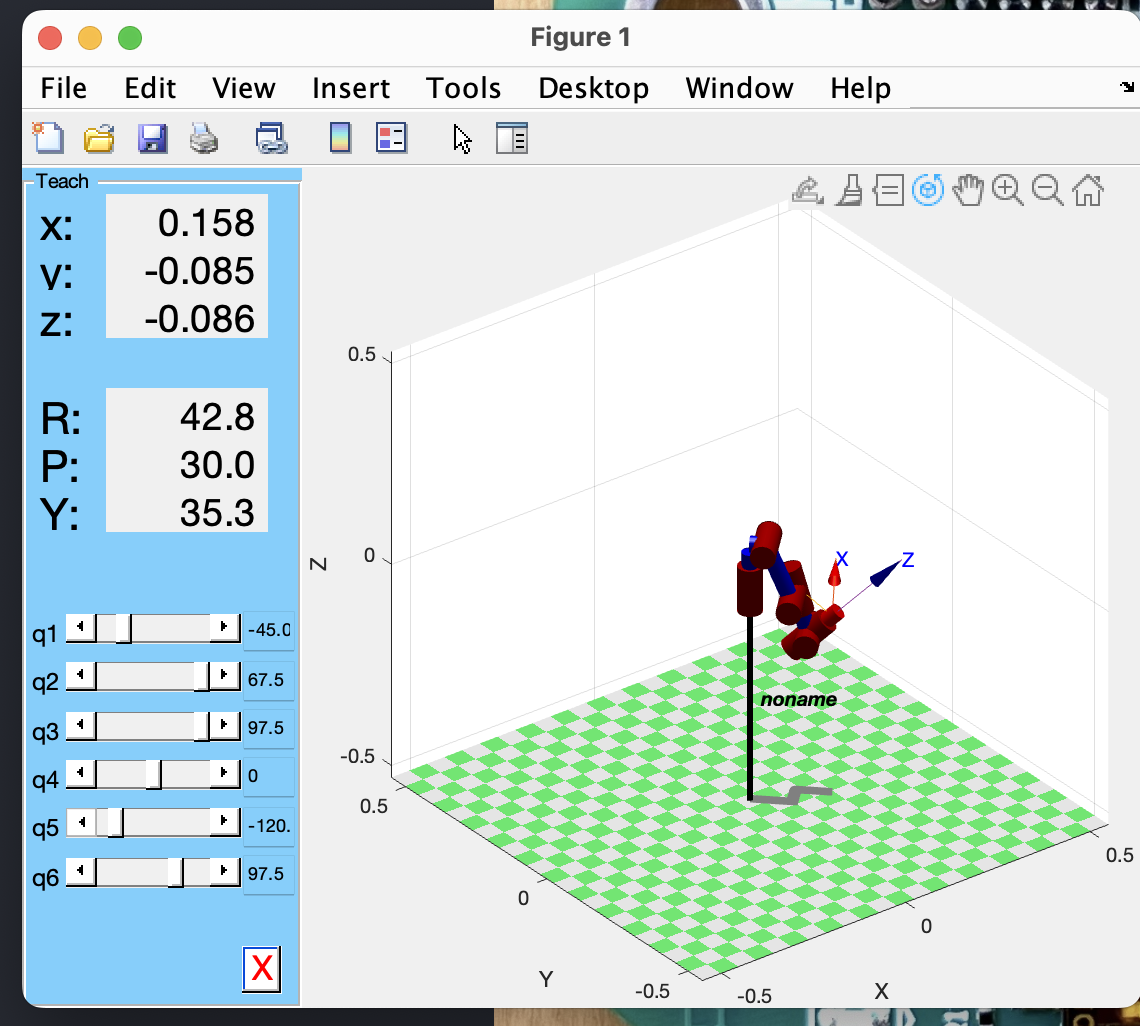 Figure 1
File Edit View Insert Tools Desktop Window Help
Teach
x: 0.158
y: -0.085
z: -0.086
R: 42.8
P: 30.0
Y: 35.3
q1 -45.0
q2 67.5
q3 97.5
q4 0
q5 -120.
q6 97.5
X
0.5
0
-0.5
Z
X
Z
noname
0.5
0
-0.5
Y
-0.5
0
0.5
X